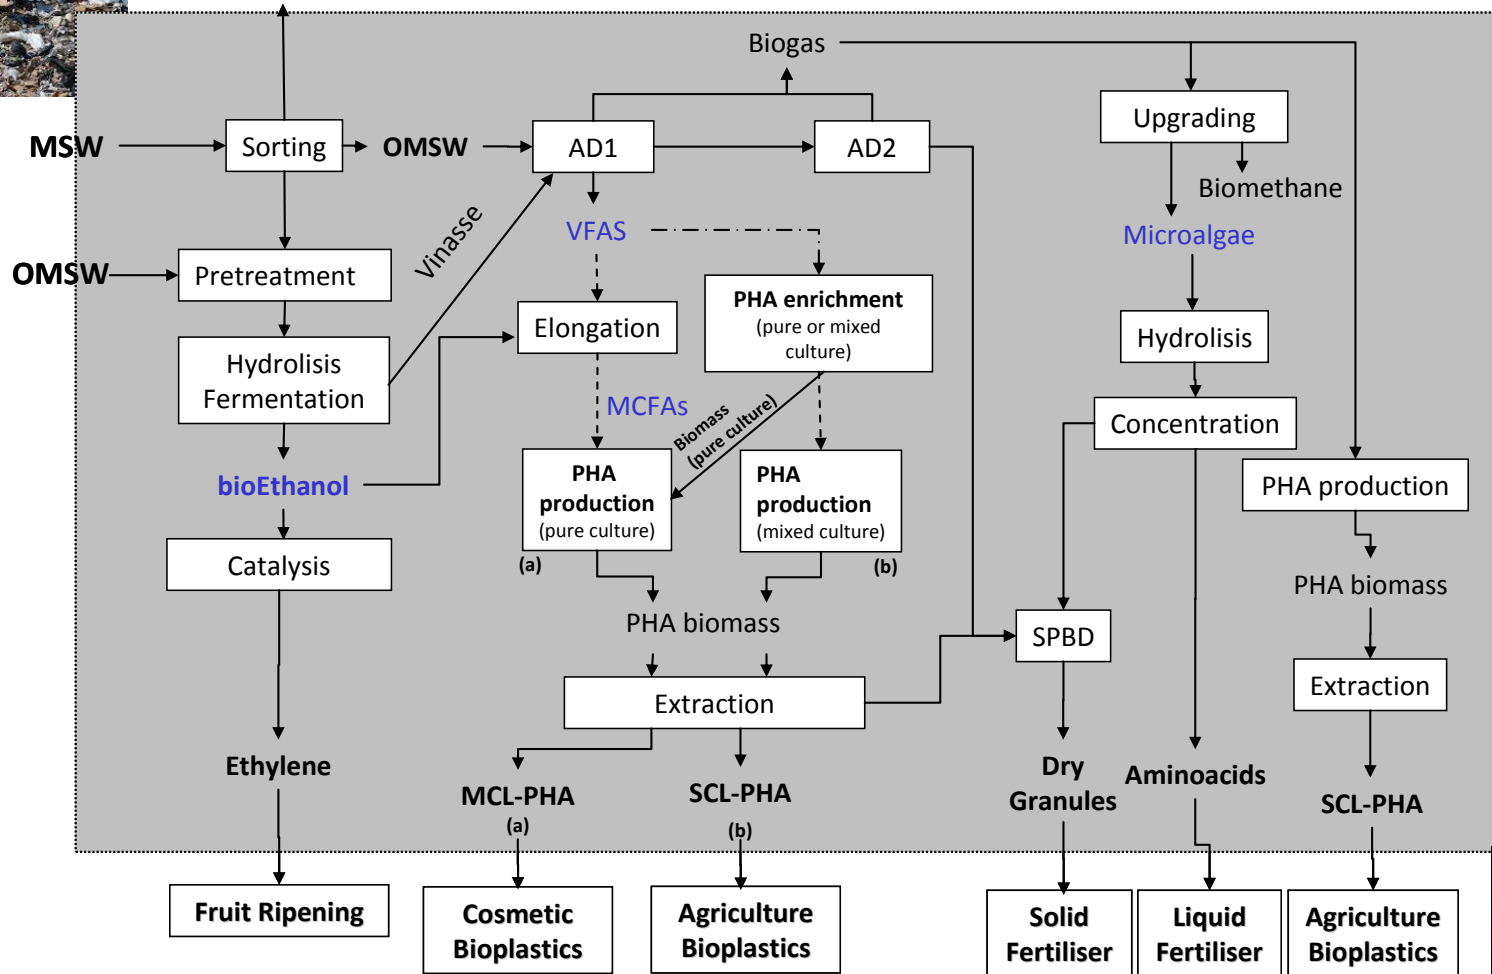 Biogas
Upgrading
MSW
Sorting
OMSW
AD1
AD2
Biomethane
Vinasse
VFAS
Microalgae
OMSW
Pretreatment
PHA enrichment
(pure or mixed
culture)
Elongation
Hydrolisis
Hydrolisis
Fermentation
MCFAs
Biomass
(pure culture)
Concentration
bioEthanol
PHA
production
(pure culture)
(a)
PHA
production
(mixed culture)
(b)
PHA production
Catalysis
PHA biomass
PHA biomass
SPBD
Extraction
Extraction
Ethylene
MCL-PHA
(a)
SCL-PHA
(b)
Dry
Granules
Aminoacids
SCL-PHA
Fruit Ripening
Cosmetic
Bioplastics
Agriculture
Bioplastics
Solid
Fertiliser
Liquid
Fertiliser
Agriculture
Bioplastics